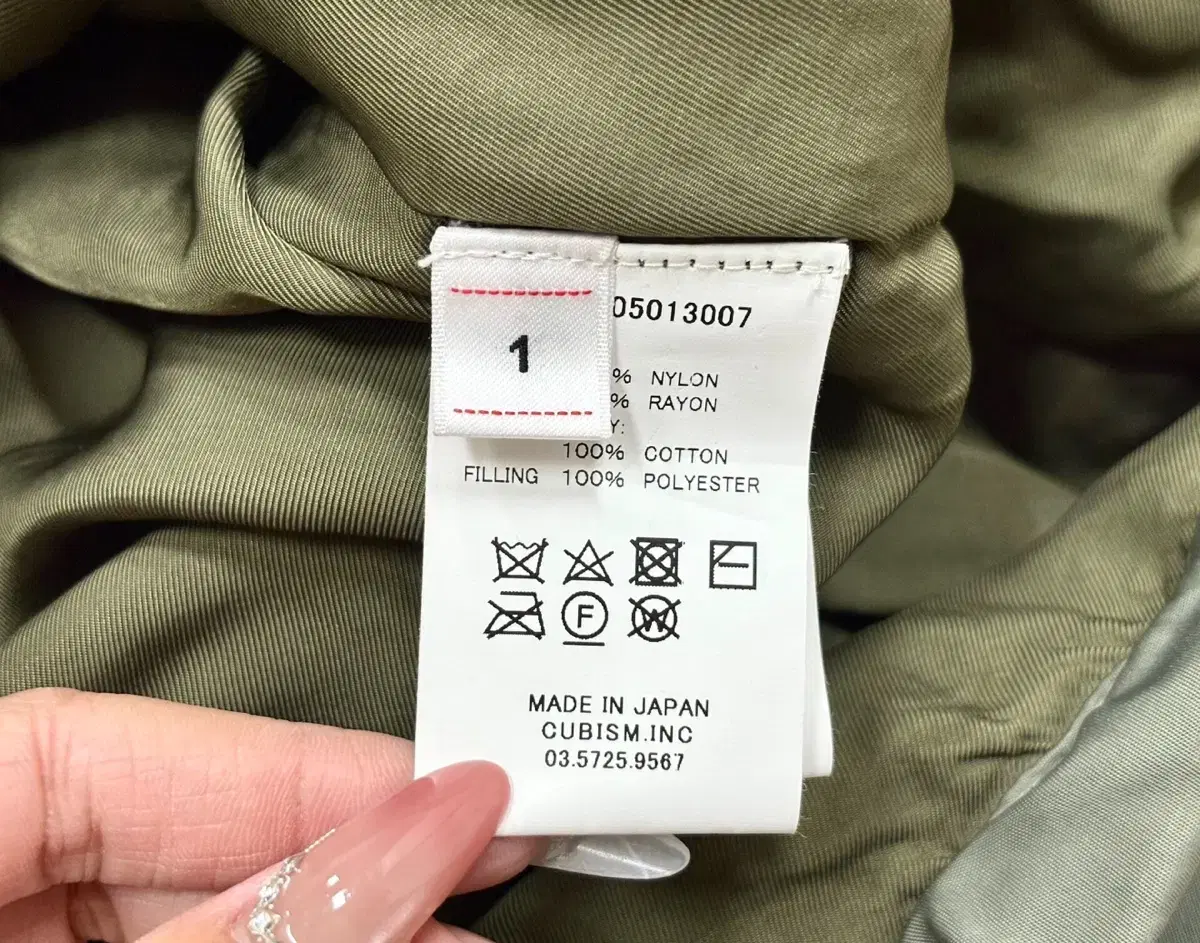 1
05013007
% NYLON
% RAYON
Y:
100% COTTON
FILLING 100% POLYESTER
F
W
MADE IN JAPAN
CUBISM.INC
03.5725.9567